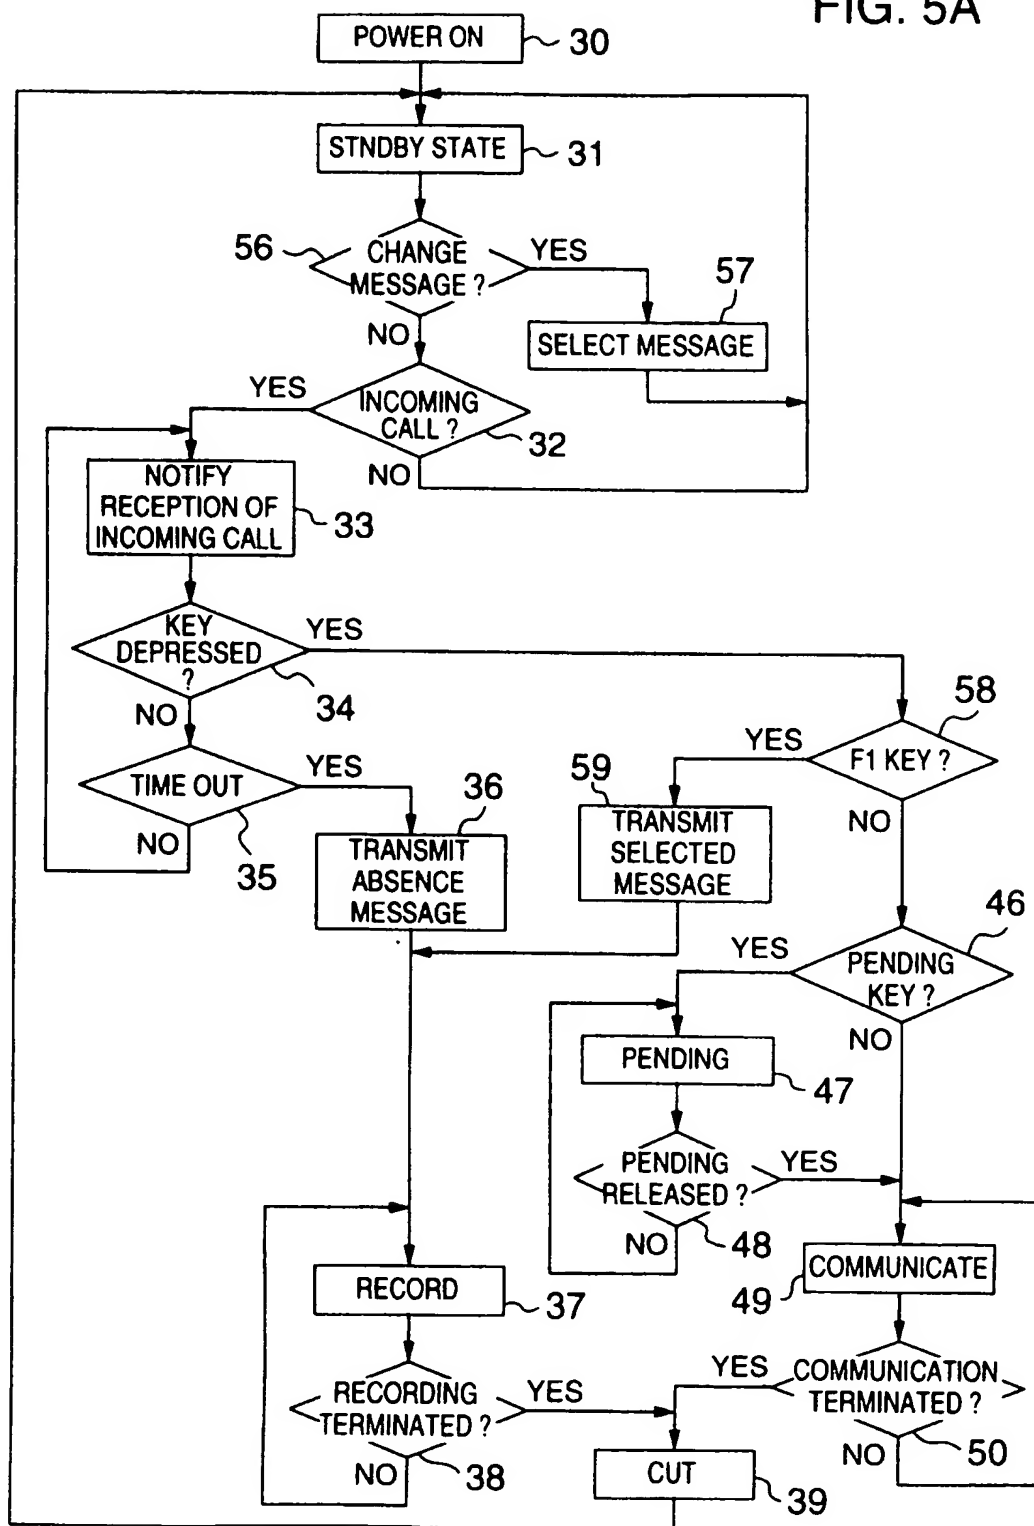 FIG. 5A
POWER ON
30
STNDBY STATE
31
56
CHANGE
MESSAGE ?
YES
NO
57
SELECT MESSAGE
YES
INCOMING
CALL ?
32
NO
NOTIFY
RECEPTION OF
INCOMING CALL
33
KEY
DEPRESSED
?
YES
34
NO
58
F1 KEY ?
YES
NO
TIME OUT
YES
NO
35
36
TRANSMIT
ABSENCE
MESSAGE
59
TRANSMIT
SELECTED
MESSAGE
46
YES
PENDING
KEY ?
NO
PENDING
47
PENDING
RELEASED ?
YES
NO
48
COMMUNICATE
49
RECORD
37
RECORDING
TERMINATED ?
YES
NO
38
YES
COMMUNICATION
TERMINATED ?
NO
50
CUT
39